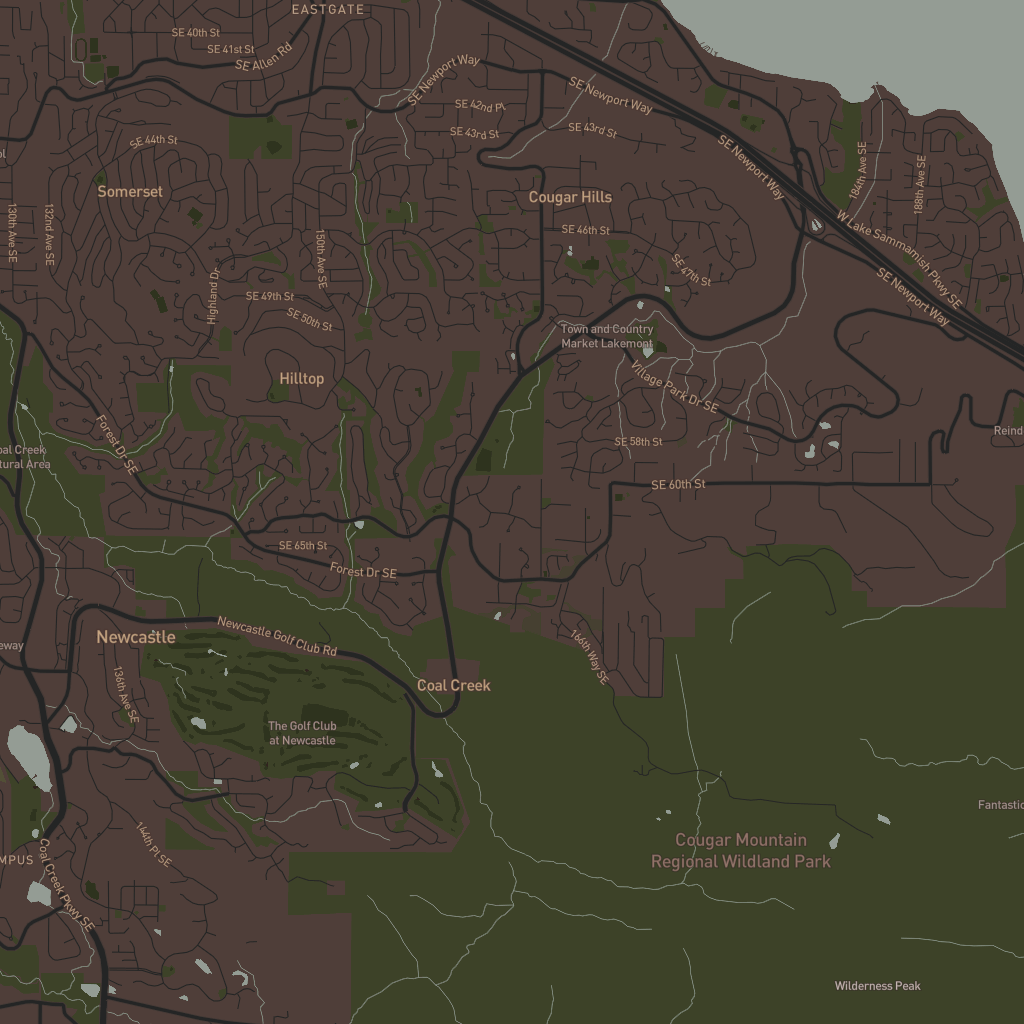 EASTGATE
SE 40th St
SE 41st St
SE Allen Rd
SE Newport Way
SE Newport Way
SE 42nd Pl
SE 43rd St
SE 43rd St
SE 44th St
SE Newport Way
184th Ave SE
188th Ave SE
Somerset
Cougar Hills
130th Ave SE
132nd Ave SE
150th Ave SE
SE 46th St
W Lake Sammamish Pkwy SE
SE 47th St
Highland Dr
SE 49th St
SE 50th St
SE Newport Way
Town and Country
Market Lakemont
Hilltop
Village Park Dr SE
Forest Dr SE
Reind
SE 58th St
oal Creek
tural Area
SE 60th St
SE 65th St
Forest Dr SE
Newcastle
Newcastle Golf Club Rd
eway
166th Way SE
136th Ave SE
Coal Creek
The Golf Club
at Newcastle
Fantastic
144th Pl SE
Cougar Mountain
Regional Wildland Park
MPUS
Coal Creek Pkwy SE
Wilderness Peak